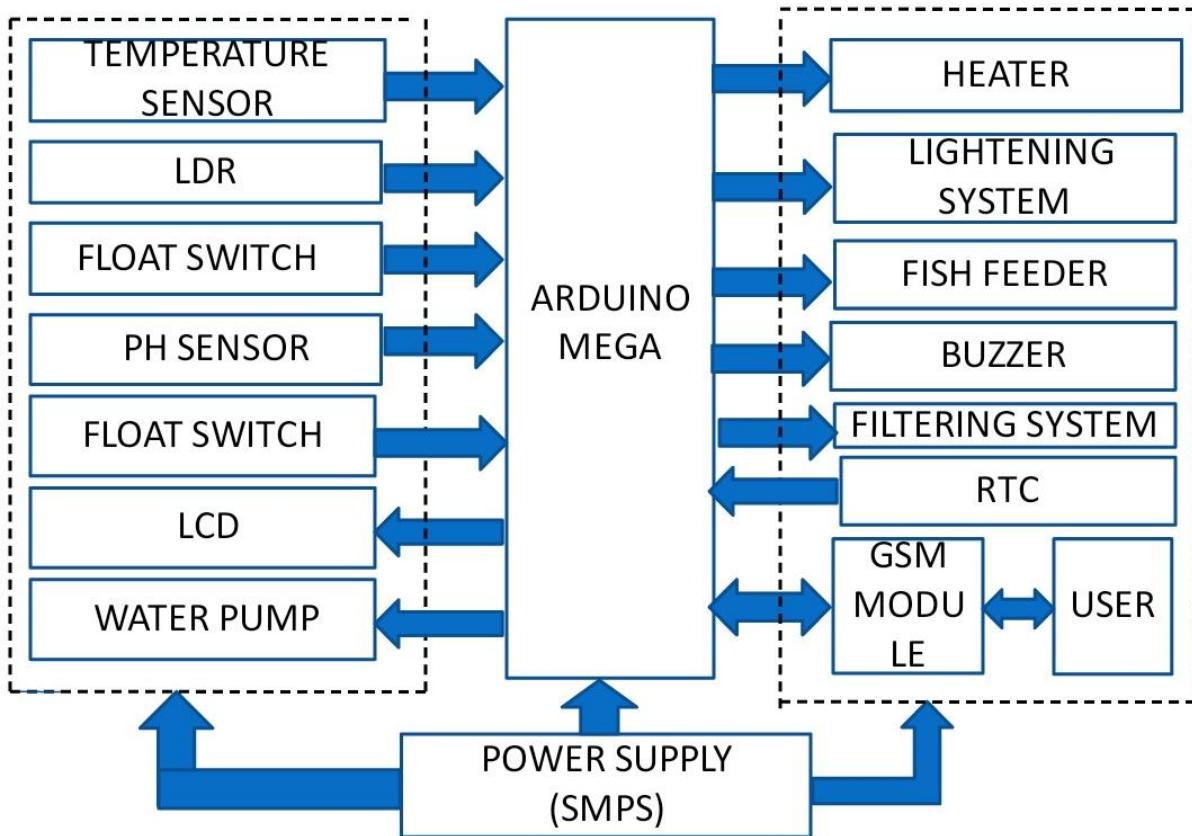 TEMPERATURE
SENSOR
LDR
FLOAT SWITCH
PH SENSOR
FLOAT SWITCH
LCD
WATER PUMP
ARDUINO
MEGA
HEATER
LIGHTENING
SYSTEM
FISH FEEDER
BUZZER
FILTERING SYSTEM
RTC
GSM
MODU
LE
USER
POWER SUPPLY
(SMPS)